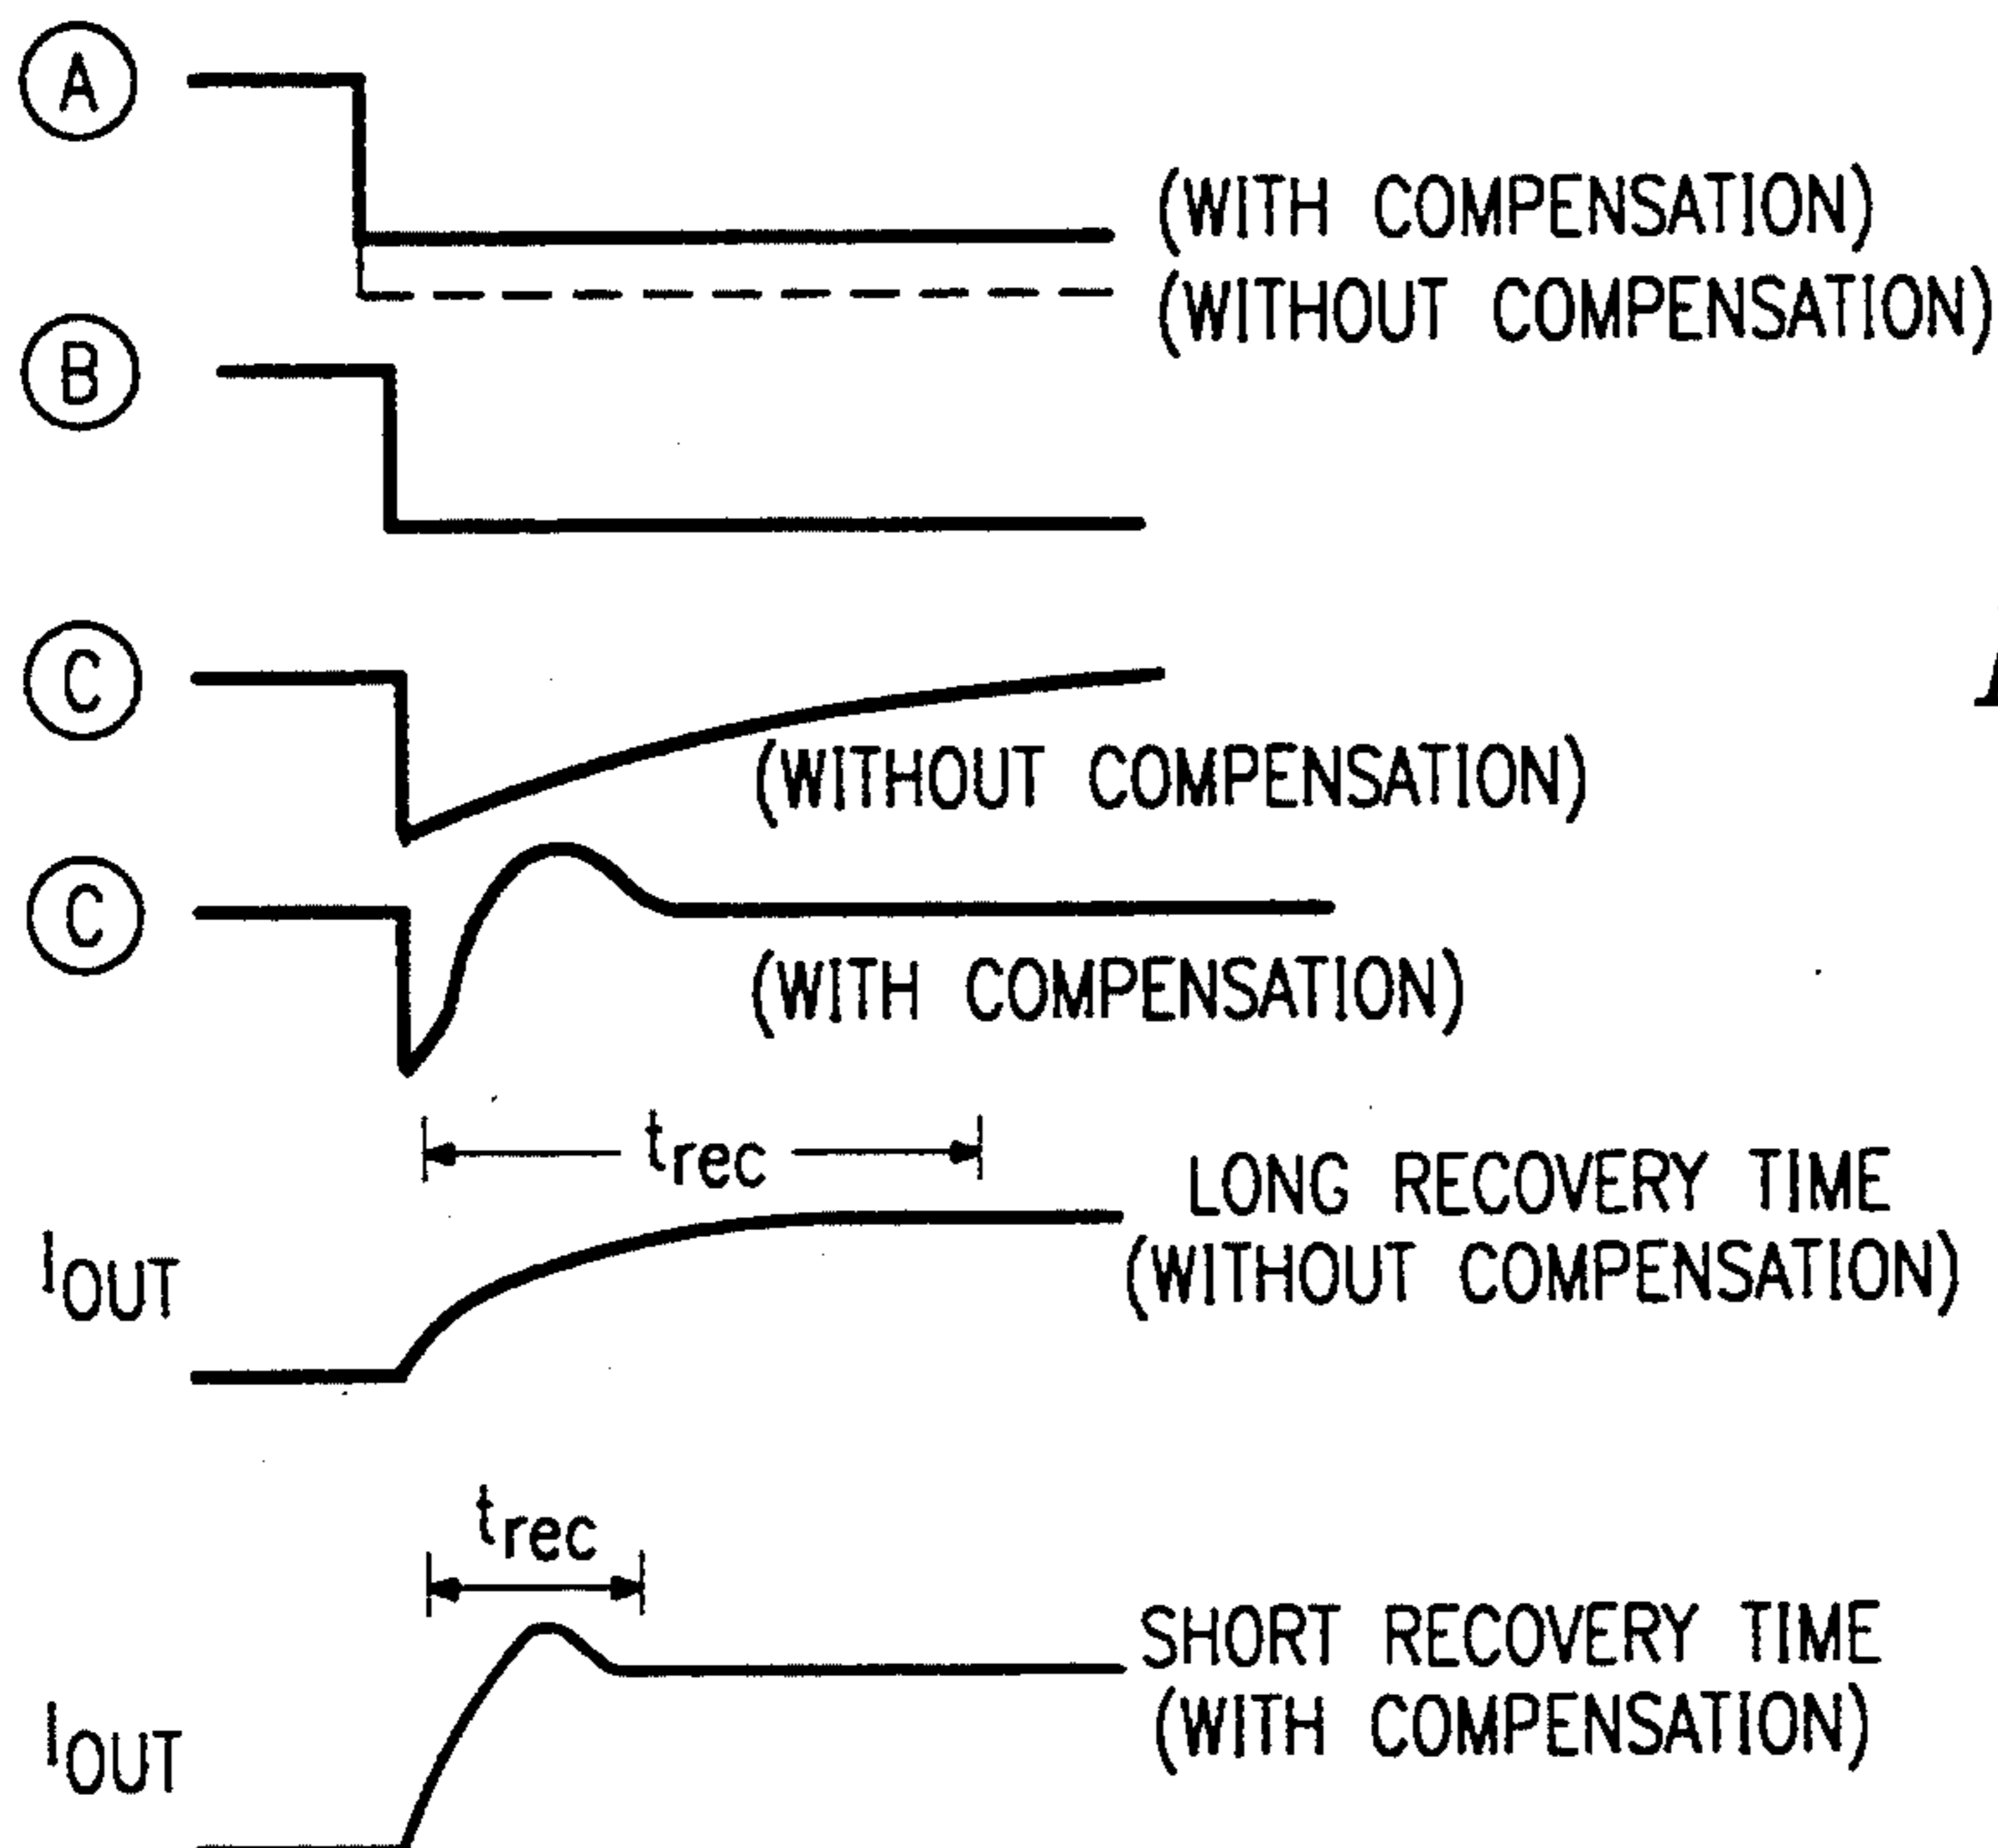 A
(WITH COMPENSATION)
(WITHOUT COMPENSATION)
B
C
(WITHOUT COMPENSATION)
C
(WITH COMPENSATION)
trec
LONG RECOVERY TIME
(WITHOUT COMPENSATION)
IOUT
trec
SHORT RECOVERY TIME
(WITH COMPENSATION)
IOUT